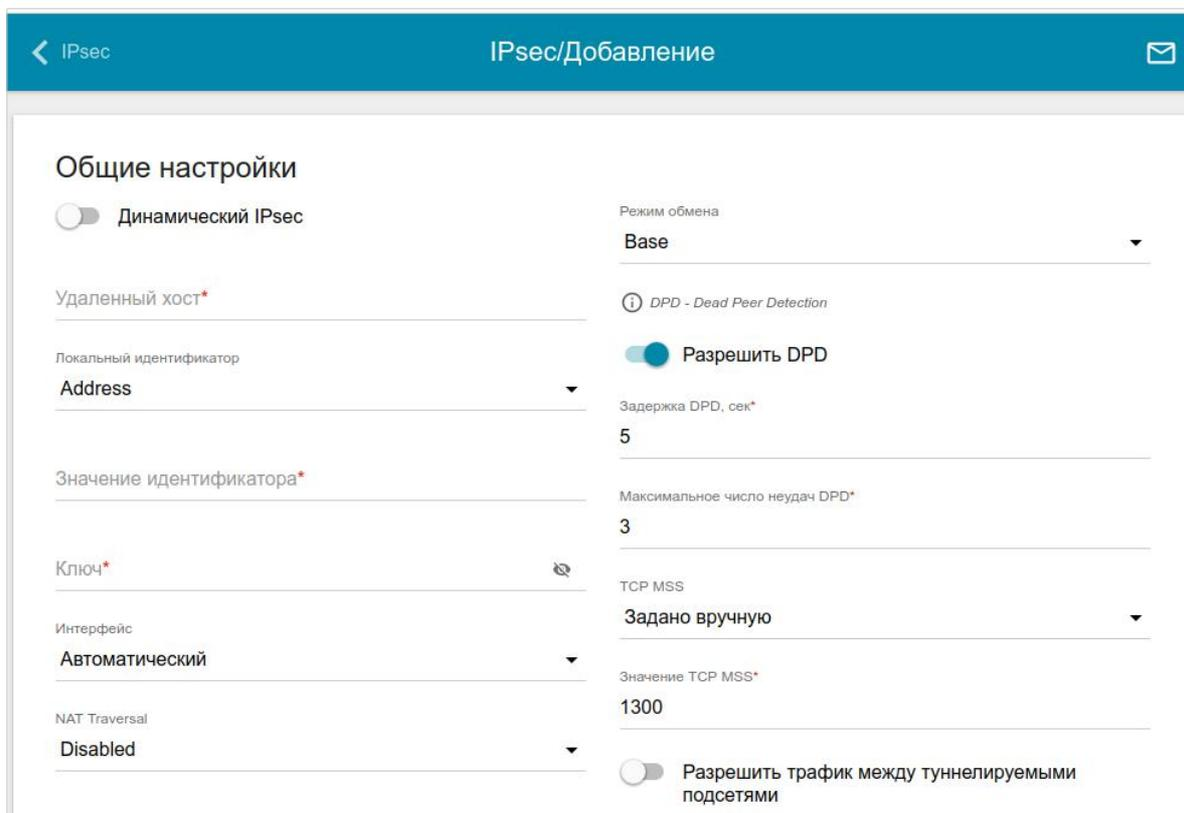 IPsec
IPsec/Добавление
Общие настройки
Динамический IPsec
Удаленный хост*
Локальный идентификатор
Address
Значение идентификатора*
Ключ*
Интерфейс
Автоматический
NAT Traversal
Disabled
Режим обмена
Base
DPD - Dead Peer Detection
Разрешить DPD
Задержка DPD, сек*
5
Максимальное число неудач DPD*
3
TCP MSS
Задано вручную
Значение TCP MSS*
1300
Разрешить трафик между туннелируемыми
подсетями